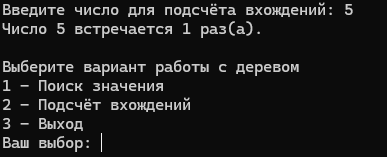 Введите число для подсчёта вхождений: 5
Число 5 встречается 1 раз(а).
Выберите вариант работы с деревом
1 – Поиск значения
2 – Подсчёт вхождений
3 – Выход
Ваш выбор: